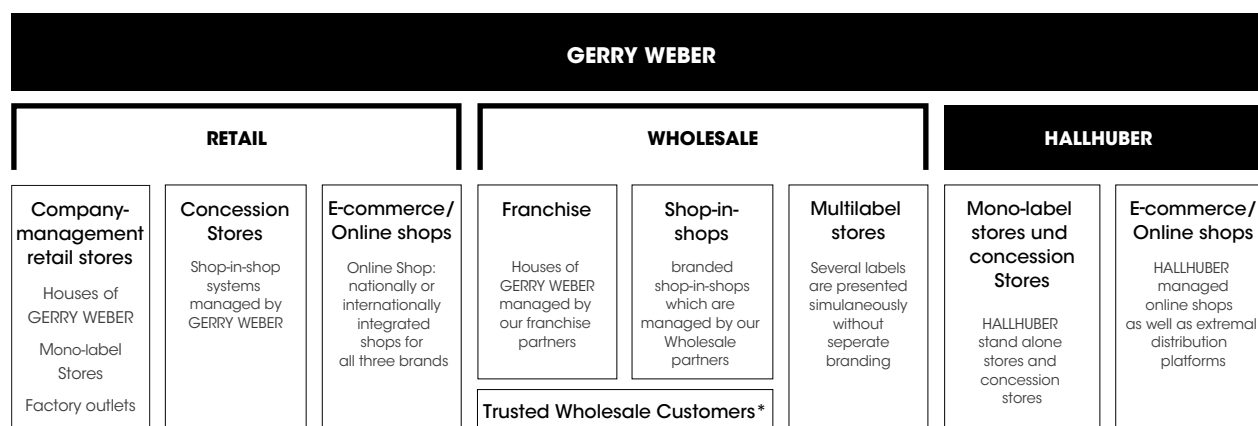 GERRY WEBER
RETAIL
WHOLESALE
HALLHUBER
Company-
management
retail stores
Houses of
GERRY WEBER
Mono-label
Stores
Factory outlets
Concession
Stores
Shop-in-shop
systems
managed by
GERRY WEBER
E-commerce/
Online shops
Online Shop:
nationally or
internationally
integrated
shops for
all three brands
Franchise
Houses of
GERRY WEBER
managed by
our franchise
partners
Shop-in-
shops
branded
shop-in-shops
which are
managed by our
Wholesale
partners
Trusted Wholesale Customers*
Multilabel
stores
Several labels
are presented
simulaneously
without
seperate
branding
Mono-label
stores und
concession
Stores
HALLHUBER
stand alone
stores and
concession
stores
E-commerce/
Online shops
HALLHUBER
managed
online shops
as well as extremal
distribution
platforms